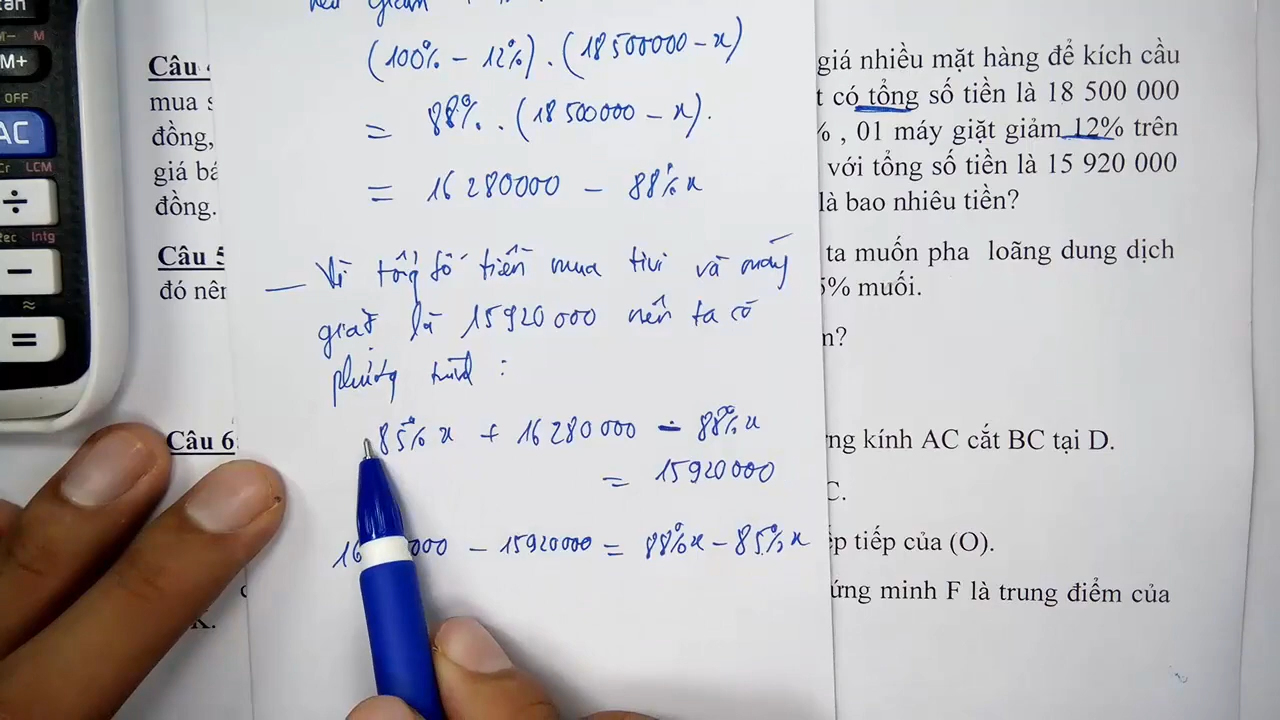 (100% - 12%) . (18500000 - x)
= 88% . (18500000 - x).
= 16280000 - 88% x
— Vì tổng số tiền mua tivi và máy
giặt là 15920000 nên ta có
phương trình :
85% x + 16280000 - 88% x
= 15920000
000 - 15920000 = 88% x - 85% x
Câu
giá nhiều mặt hàng để kích cầu
mua
có tổng số tiền là 18 500 000
đồng,
% , 01 máy giặt giảm 12% trên
giá bá
với tổng số tiền là 15 920 000
đồng.
là bao nhiêu tiền?
Câu 5
ta muốn pha loãng dung dịch
đó nên
5% muối.
n?
Câu 6
ng kính AC cắt BC tại D.
C.
ếp tiếp của (O).
ứng minh F là trung điểm của
K.
M- M
M+
OFF
AC
LCM
÷
Rec Intg
−
≈
=